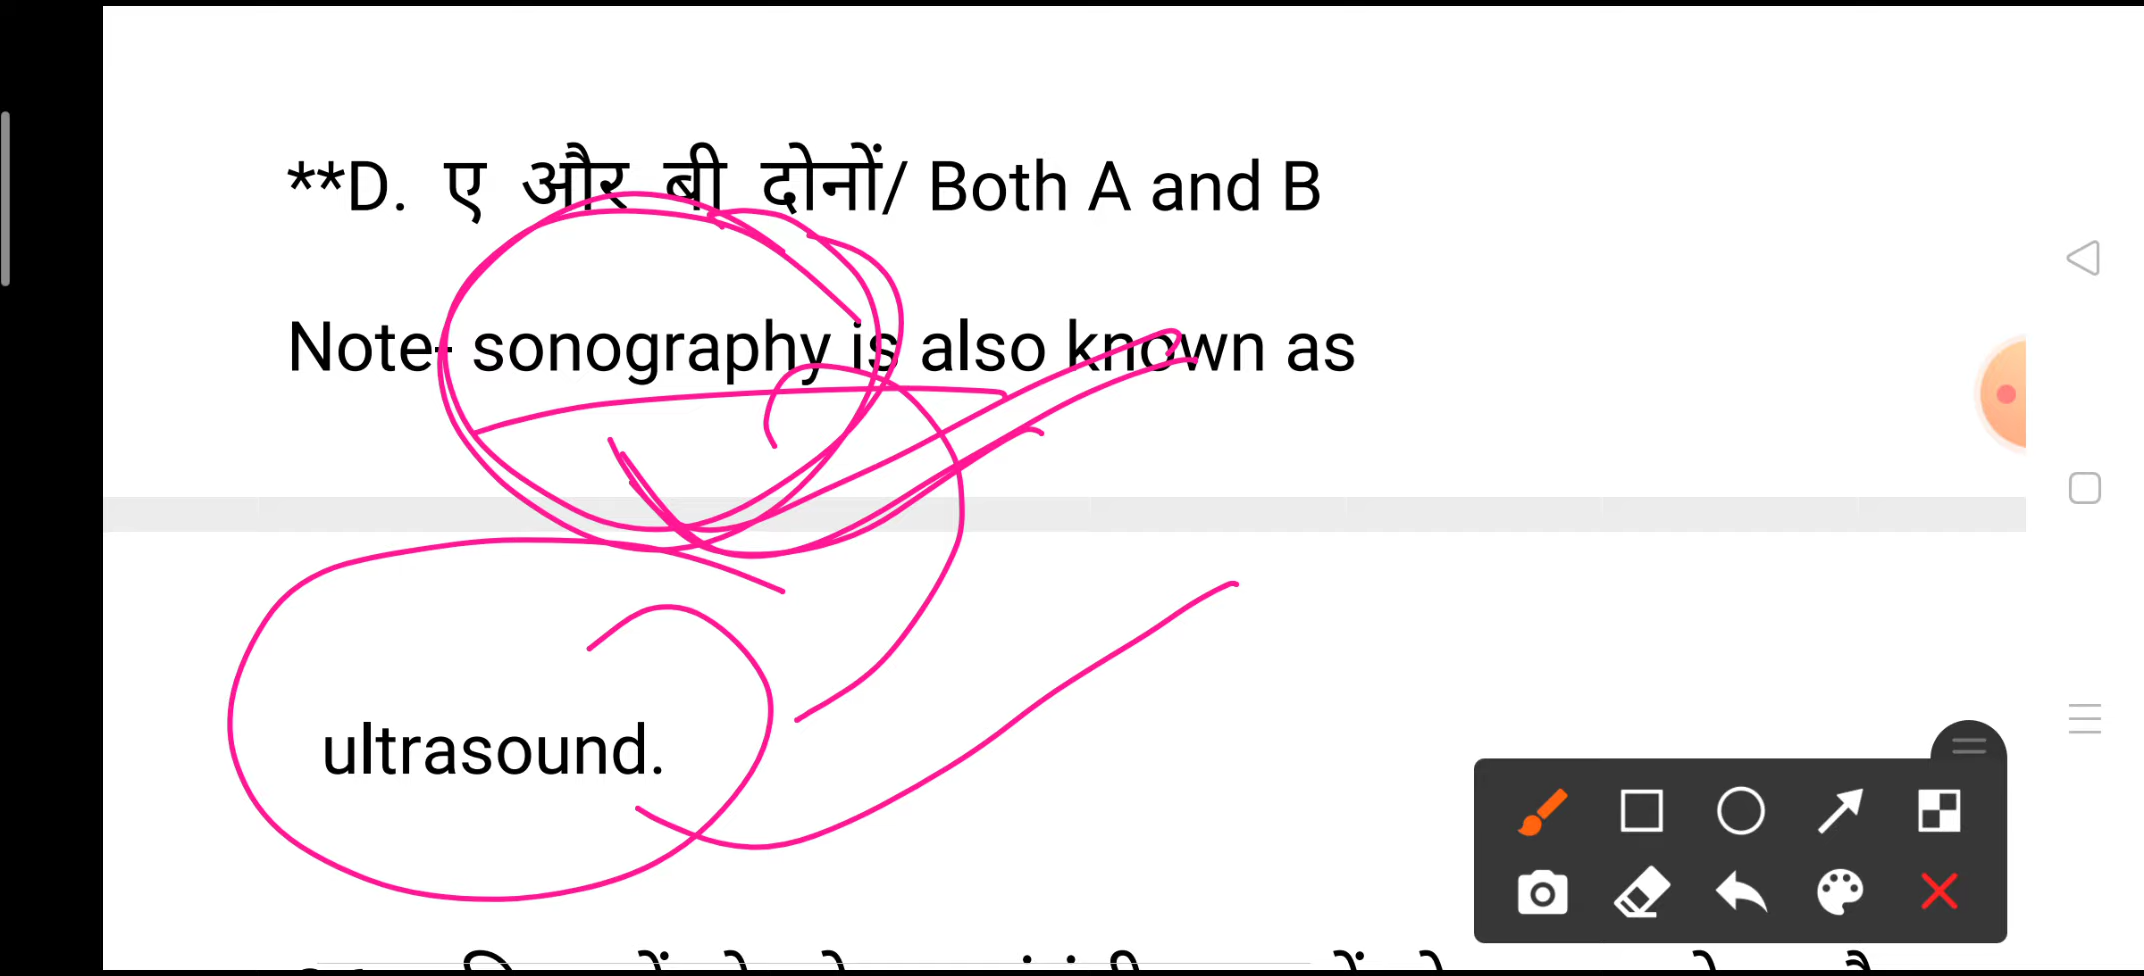 **D. ए और बी दोनों/ Both A and B
Note- sonography is also known as
ultrasound.